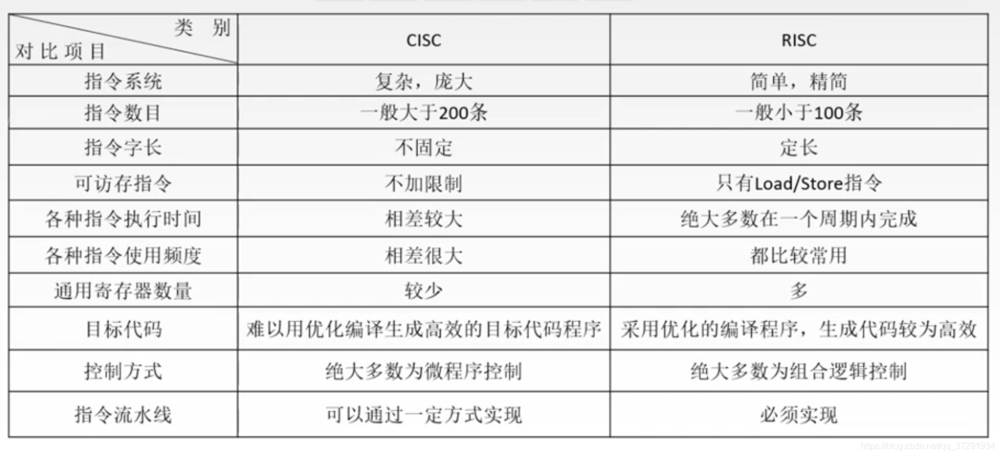 类 别
对比项目
CISC
RISC
指令系统
复杂，庞大
简单，精简
指令数目
一般大于200条
一般小于100条
指令字长
不固定
定长
可访存指令
不加限制
只有Load/Store指令
各种指令执行时间
相差较大
绝大多数在一个周期内完成
各种指令使用频度
相差很大
都比较常用
通用寄存器数量
较少
多
目标代码
难以用优化编译生成高效的目标代码程序
采用优化的编译程序，生成代码较为高效
控制方式
绝大多数为微程序控制
绝大多数为组合逻辑控制
指令流水线
可以通过一定方式实现
必须实现
https://blog.csdn.net/qq_37291934